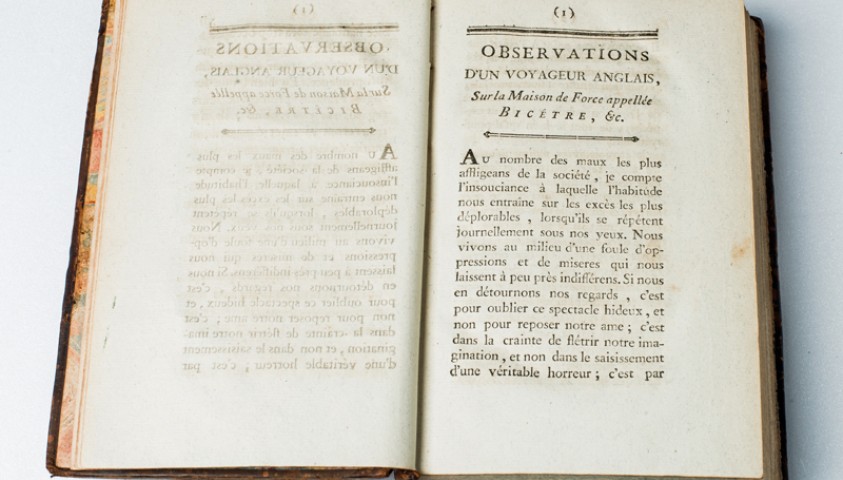 (1)
OBSERVATIONS
D'UN VOYAGEUR ANGLAIS,
Sur la Maison de Force appellée
BICÊTRE, &c.
AU nombre des maux les plus
affligeans de la société, je compte
l'insouciance à laquelle l'habitude
nous entraîne sur les excès les plus
déplorables, lorsqu'ils se répétent
journellement sous nos yeux. Nous
vivons au milieu d'une foule d'op-
pressions et de miseres qui nous
laissent à peu près indifférens. Si nous
en détournons nos regards, c'est
pour oublier ce spectacle hideux, et
non pour reposer notre ame; c'est
dans la crainte de flétrir notre ima-
gination, et non dans le saisissement
d'une véritable horreur; c'est par